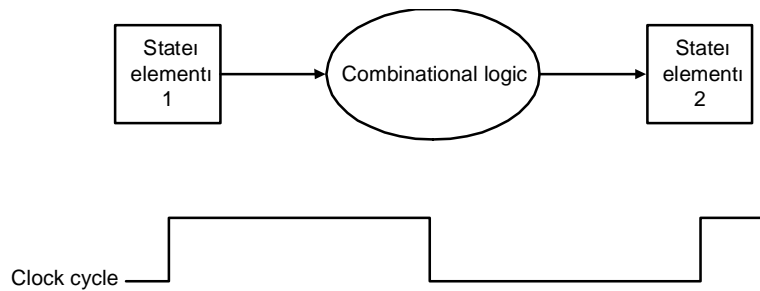 Stateı
elementı
1
Combinational logic
Stateı
elementı
2
Clock cycle